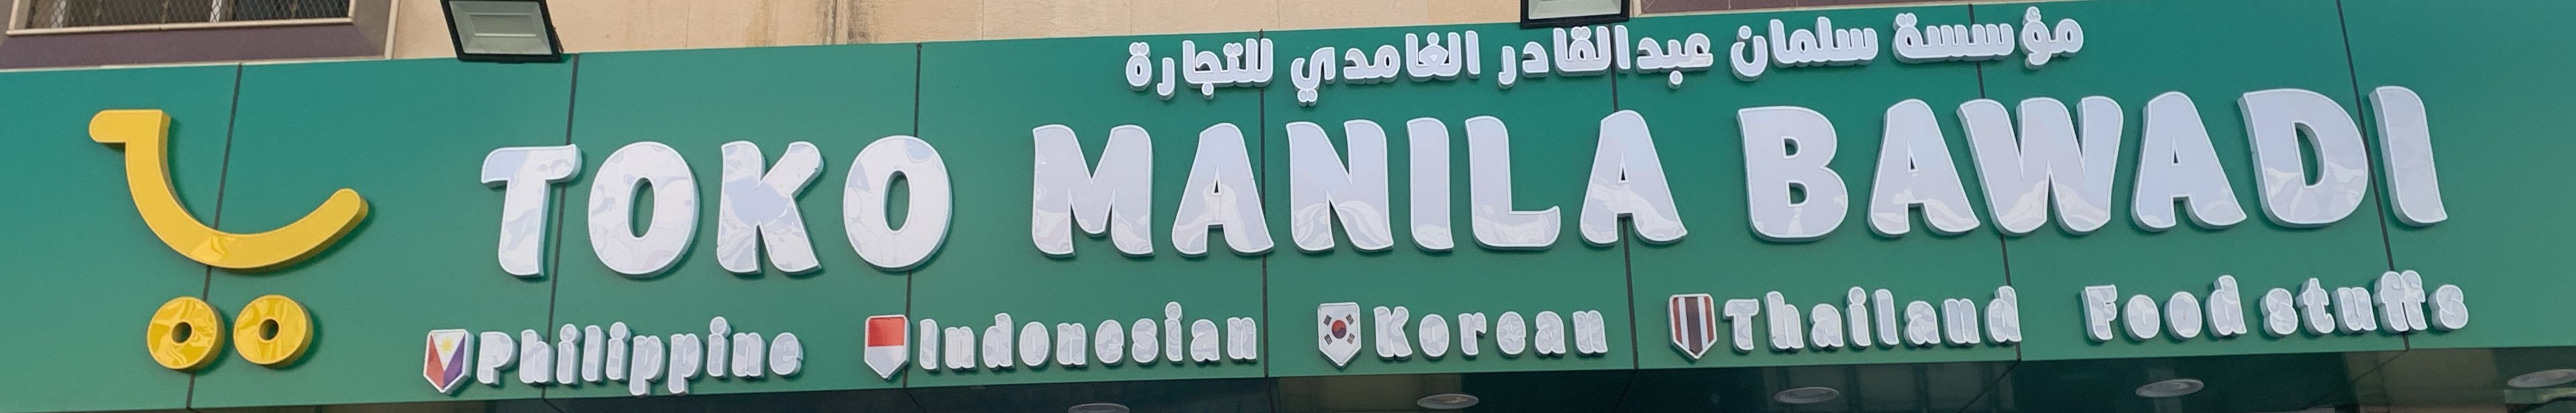 مؤسسة سلمان عبدالقادر الغامدي للتجارة
TOKO MANILA BAWADI
Philippine Indonesian Korean Thailand Food stuffs